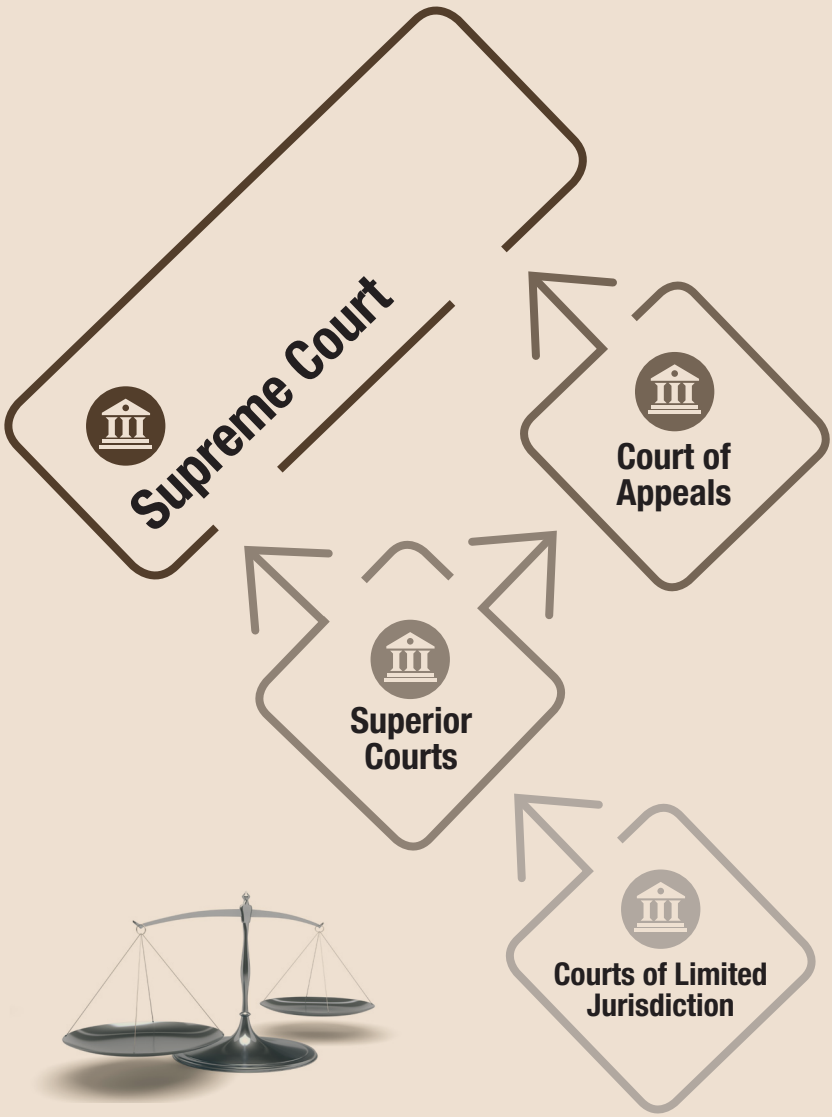 Supreme Court
Court of
Appeals
Superior
Courts
Courts of Limited
Jurisdiction